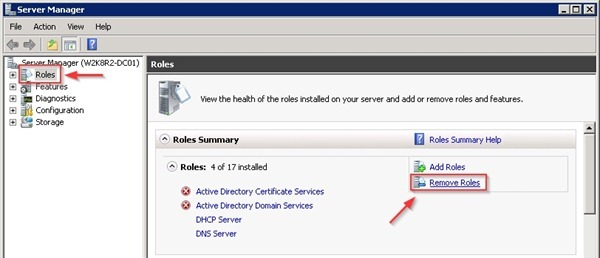 Server Manager
File Action View Help
Server Manager (W2K8R2-DC01)
Roles
Features
Diagnostics
Configuration
Storage
Roles
View the health of the roles installed on your server and add or remove roles and features.
Roles Summary
Roles Summary Help
Roles: 4 of 17 installed
Add Roles
Remove Roles
Active Directory Certificate Services
Active Directory Domain Services
DHCP Server
DNS Server